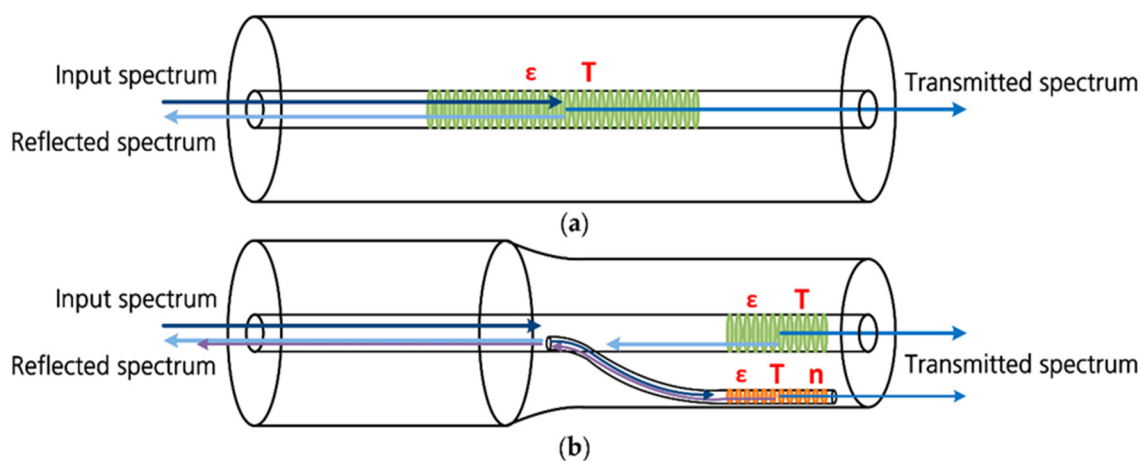 Input spectrum
ε T
Transmitted spectrum
Reflected spectrum
(a)
Input spectrum
ε T
Reflected spectrum
ε T n
Transmitted spectrum
(b)